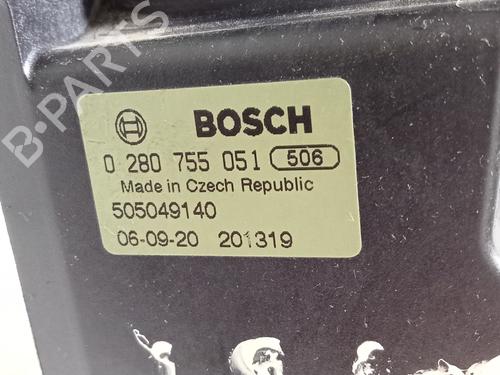 B-PARTS
BOSCH
0 280 755 051 506
Made in Czech Republic
505049140
06-09-20 201319